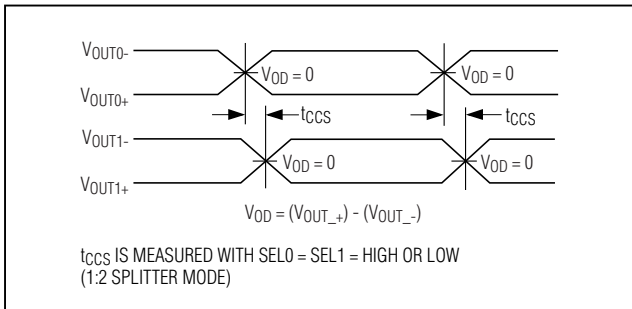 VOUT0-
VOD = 0 VOD = 0
VOUT0+
tCCS tCCS
VOUT1-
VOD = 0 VOD = 0
VOUT1+
VOD = (VOUT_+) - (VOUT_-)
tCCS IS MEASURED WITH SEL0 = SEL1 = HIGH OR LOW
(1:2 SPLITTER MODE)